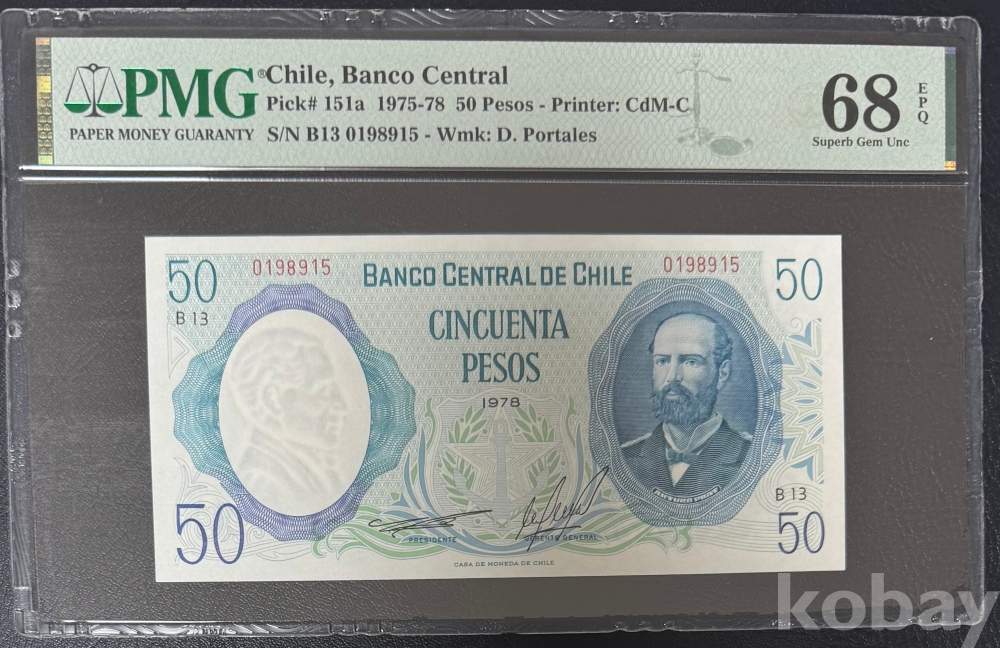 PMG®
PAPER MONEY GUARANTY
Chile, Banco Central
Pick# 151a 1975-78 50 Pesos - Printer: CdM-C
S/N B13 0198915 - Wmk: D. Portales
68
EPQ
Superb Gem Unc
50
0198915
BANCO CENTRAL DE CHILE
0198915
50
B 13
CINCUENTA
PESOS
1978
ARTURO PRAT
B 13
50
PRESIDENTE
GERENTE GENERAL
50
CASA DE MONEDA DE CHILE
kobay